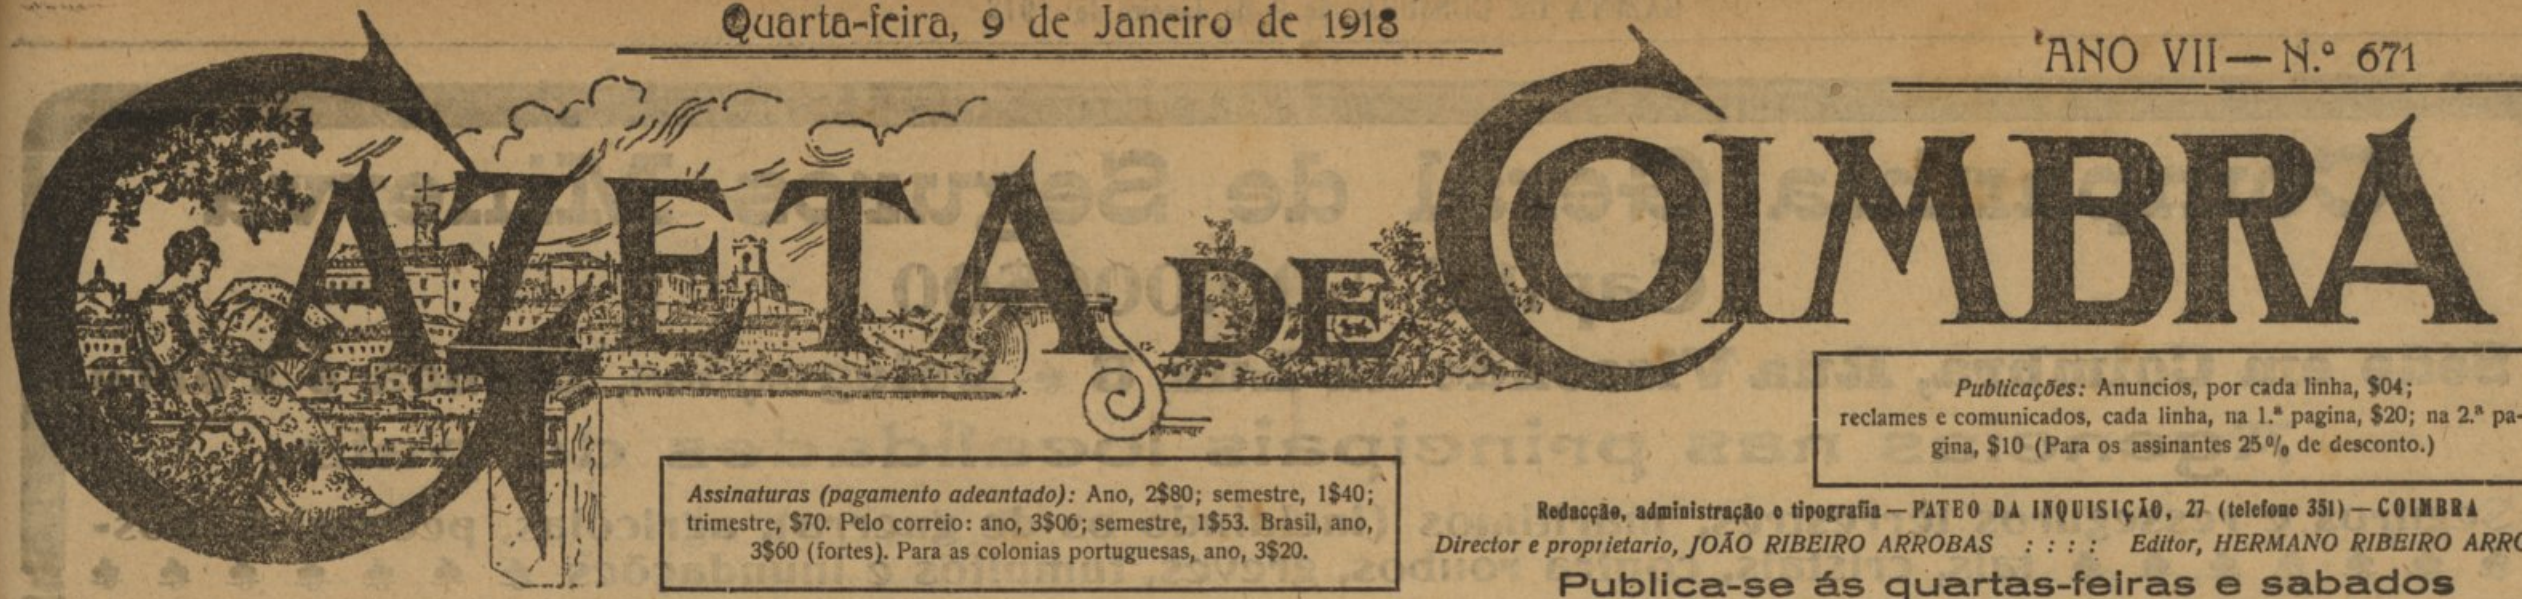 Quarta-feira, 9 de Janeiro de 1918
ANO VII — N.º 671
GAZETA DE COIMBRA
Publicações: Anuncios, por cada linha, $04;
reclames e comunicados, cada linha, na 1.ª pagina, $20; na 2.ª pa-
gina, $10 (Para os assinantes 25 % de desconto.)
Assinaturas (pagamento adeantado): Ano, 2$80; semestre, 1$40;
trimestre, $70. Pelo correio: ano, 3$06; semestre, 1$53. Brasil, ano,
3$60 (fortes). Para as colonias portuguesas, ano, 3$20.
Redacção, administração e tipografia — PATEO DA INQUISIÇÃO, 27 (telefone 351) — COIMBRA
Director e proprietario, JOÃO RIBEIRO ARROBAS : : : : Editor, HERMANO RIBEIRO ARRO
Publica-se ás quartas-feiras e sabados